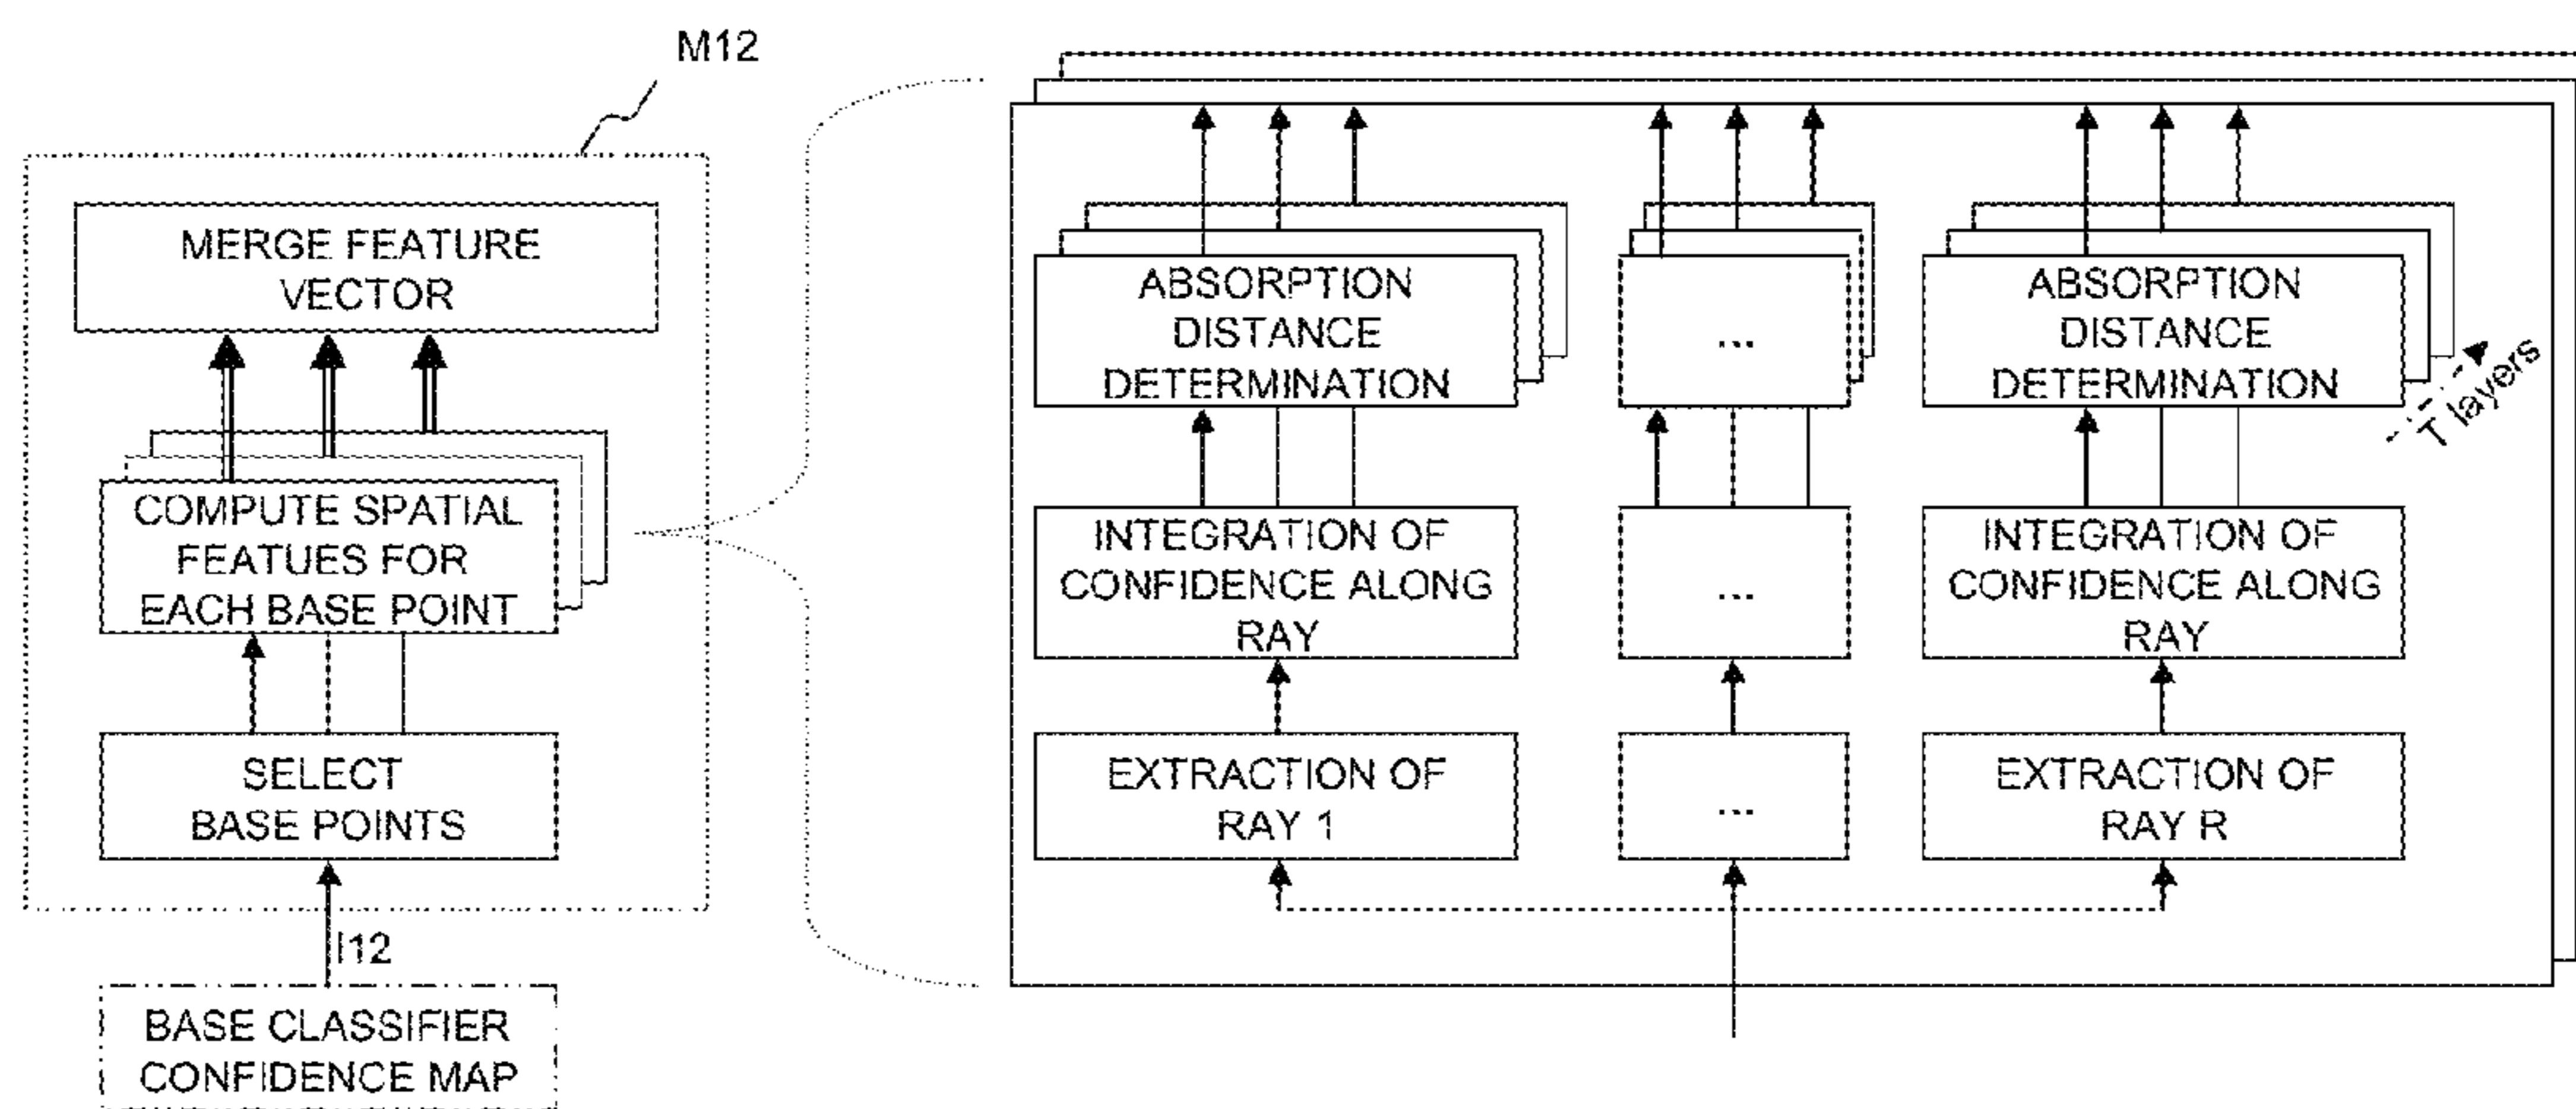 M12
MERGE FEATURE
VECTOR
COMPUTE SPATIAL
FEATUES FOR
EACH BASE POINT
SELECT
BASE POINTS
I12
BASE CLASSIFIER
CONFIDENCE MAP
ABSORPTION
DISTANCE
DETERMINATION
...
ABSORPTION
DISTANCE
DETERMINATION
T layers
INTEGRATION OF
CONFIDENCE ALONG
RAY
...
INTEGRATION OF
CONFIDENCE ALONG
RAY
EXTRACTION OF
RAY 1
...
EXTRACTION OF
RAY R